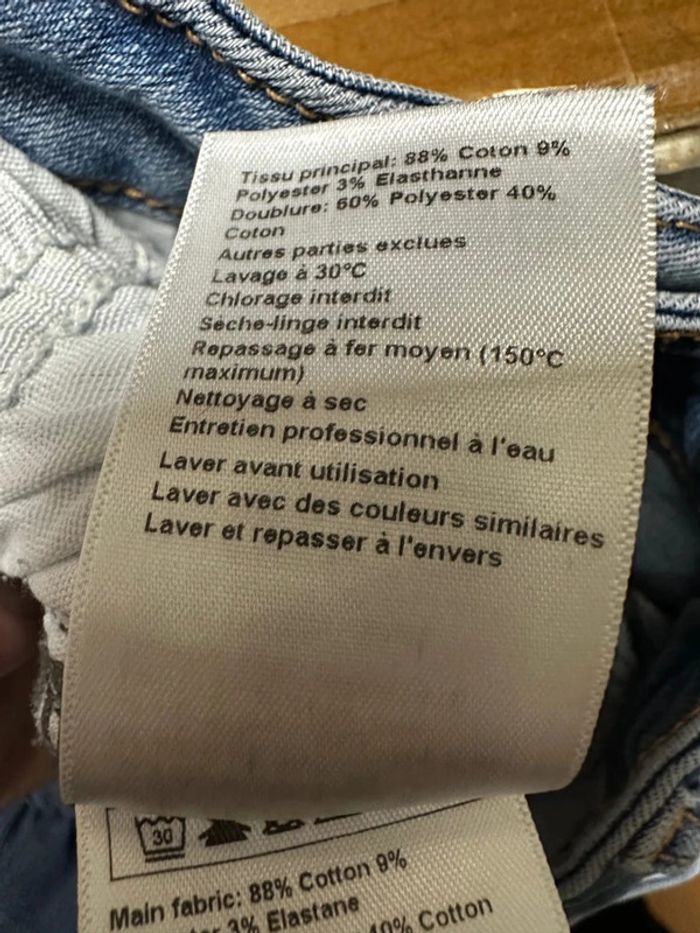 Tissu principal: 88% Coton 9%
Polyester 3% Elasthanne
Doublure: 60% Polyester 40%
Coton
Autres parties exclues
Lavage à 30°C
Chlorage interdit
Sèche-linge interdit
Repassage à fer moyen (150°C
maximum)
Nettoyage à sec
Entretien professionnel à l'eau
Laver avant utilisation
Laver avec des couleurs similaires
Laver et repasser à l'envers
30
Main fabric: 88% Cotton 9%
3% Elastane
40% Cotton